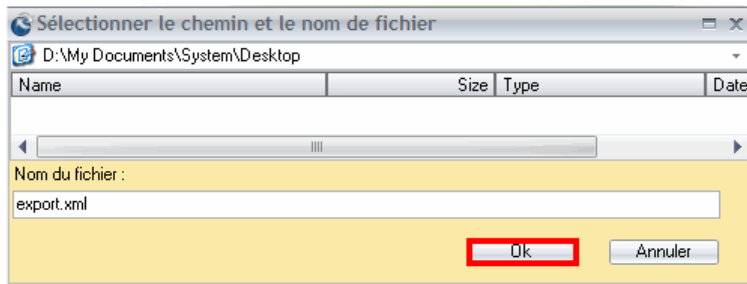 Sélectionner le chemin et le nom de fichier
D:\My Documents\System\Desktop
Name Size Type Date
Nom du fichier :
export.xml
Ok Annuler